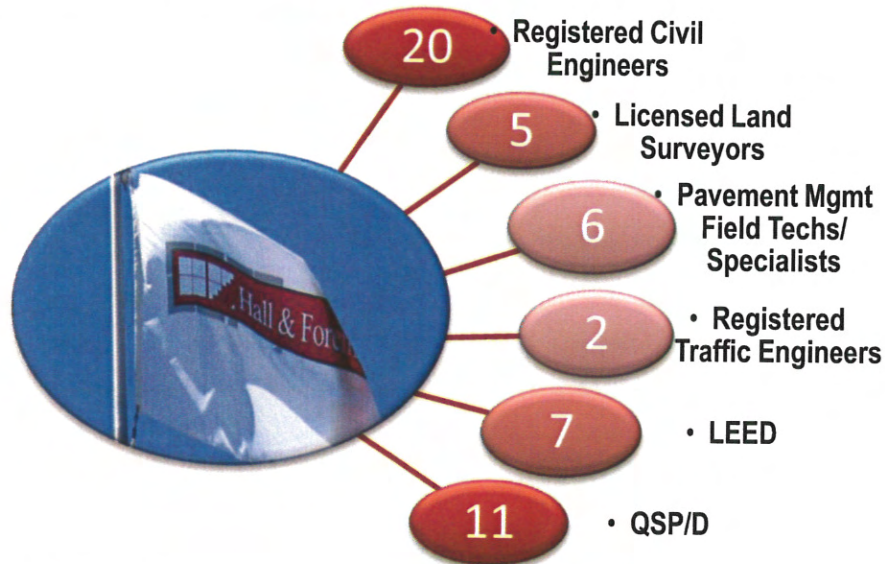 20
• Registered Civil
Engineers
5
• Licensed Land
Surveyors
6
• Pavement Mgmt
Field Techs/
Specialists
2
• Registered
Traffic Engineers
7
• LEED
11
• QSP/D
Hall &